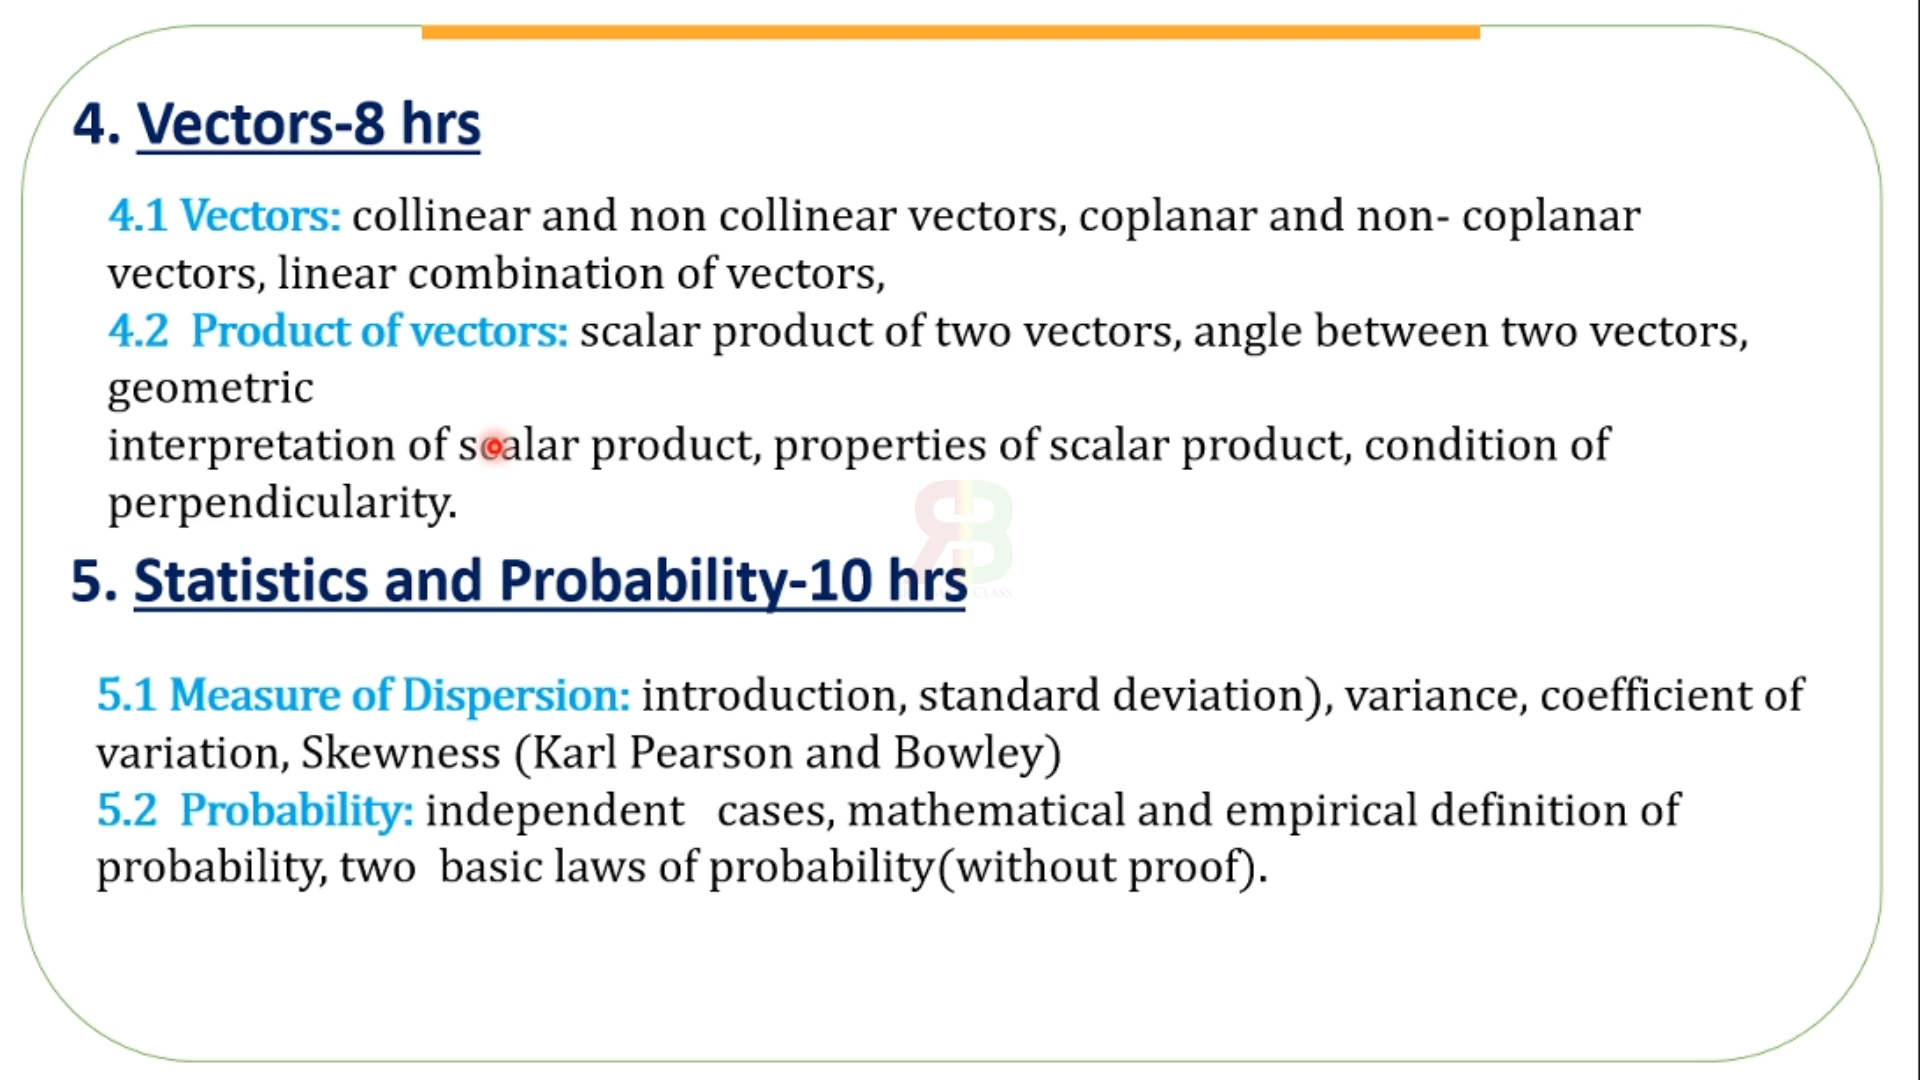 4. Vectors-8 hrs
4.1 Vectors: collinear and non collinear vectors, coplanar and non- coplanar
vectors, linear combination of vectors,
4.2 Product of vectors: scalar product of two vectors, angle between two vectors,
geometric
interpretation of scalar product, properties of scalar product, condition of
perpendicularity.
5. Statistics and Probability-10 hrs
CLASS
5.1 Measure of Dispersion: introduction, standard deviation), variance, coefficient of
variation, Skewness (Karl Pearson and Bowley)
5.2 Probability: independent cases, mathematical and empirical definition of
probability, two basic laws of probability(without proof).